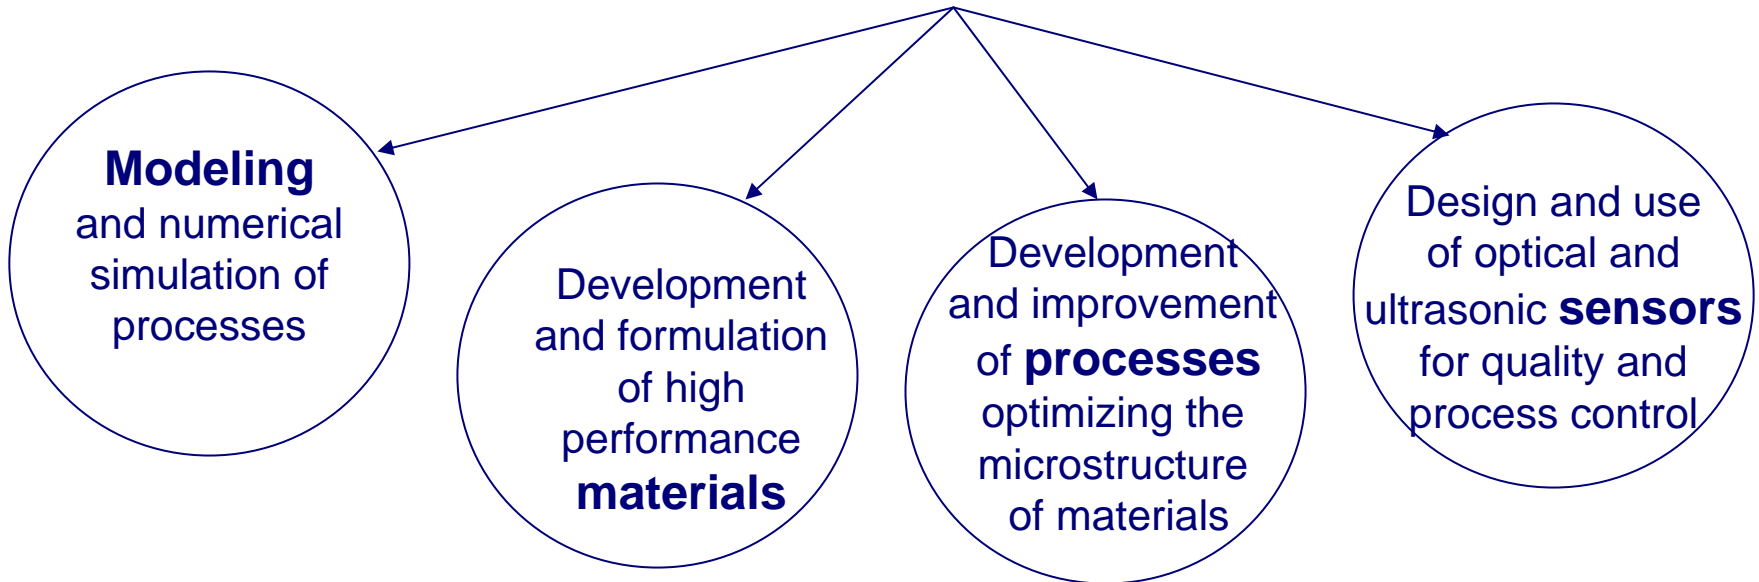 Modeling
and numerical
simulation of
processes
Development
and formulation
of high
performance
materials
Development
and improvement
of processes
optimizing the
microstructure
of materials
Design and use
of optical and
ultrasonic sensors
for quality and
process control